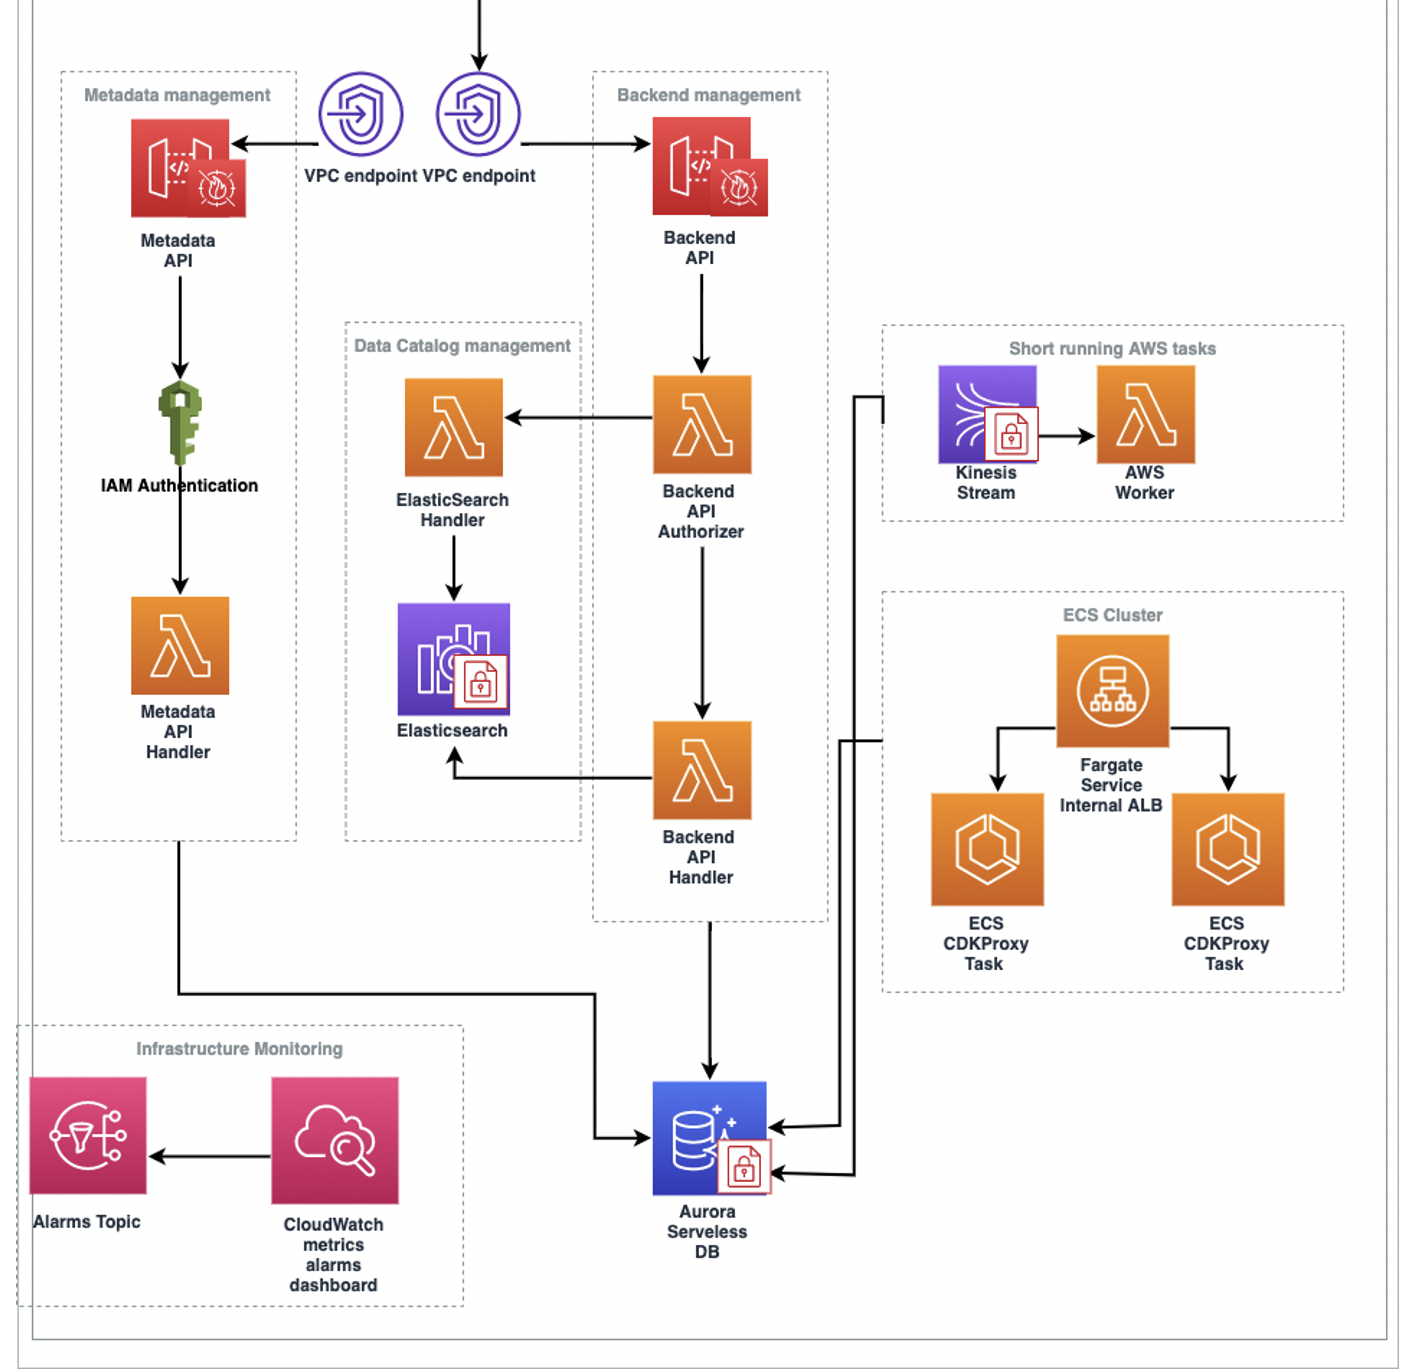 Metadata management
Backend management
VPC endpoint
VPC endpoint
Metadata
API
Backend
API
Data Catalog management
Short running AWS tasks
Kinesis
Stream
AWS
Worker
IAM Authentication
ElasticSearch
Handler
Backend
API
Authorizer
ECS Cluster
Metadata
API
Handler
Elasticsearch
Fargate
Service
Internal ALB
Backend
API
Handler
ECS
CDKProxy
Task
ECS
CDKProxy
Task
Infrastructure Monitoring
Alarms Topic
CloudWatch
metrics
alarms
dashboard
Aurora
Serveless
DB